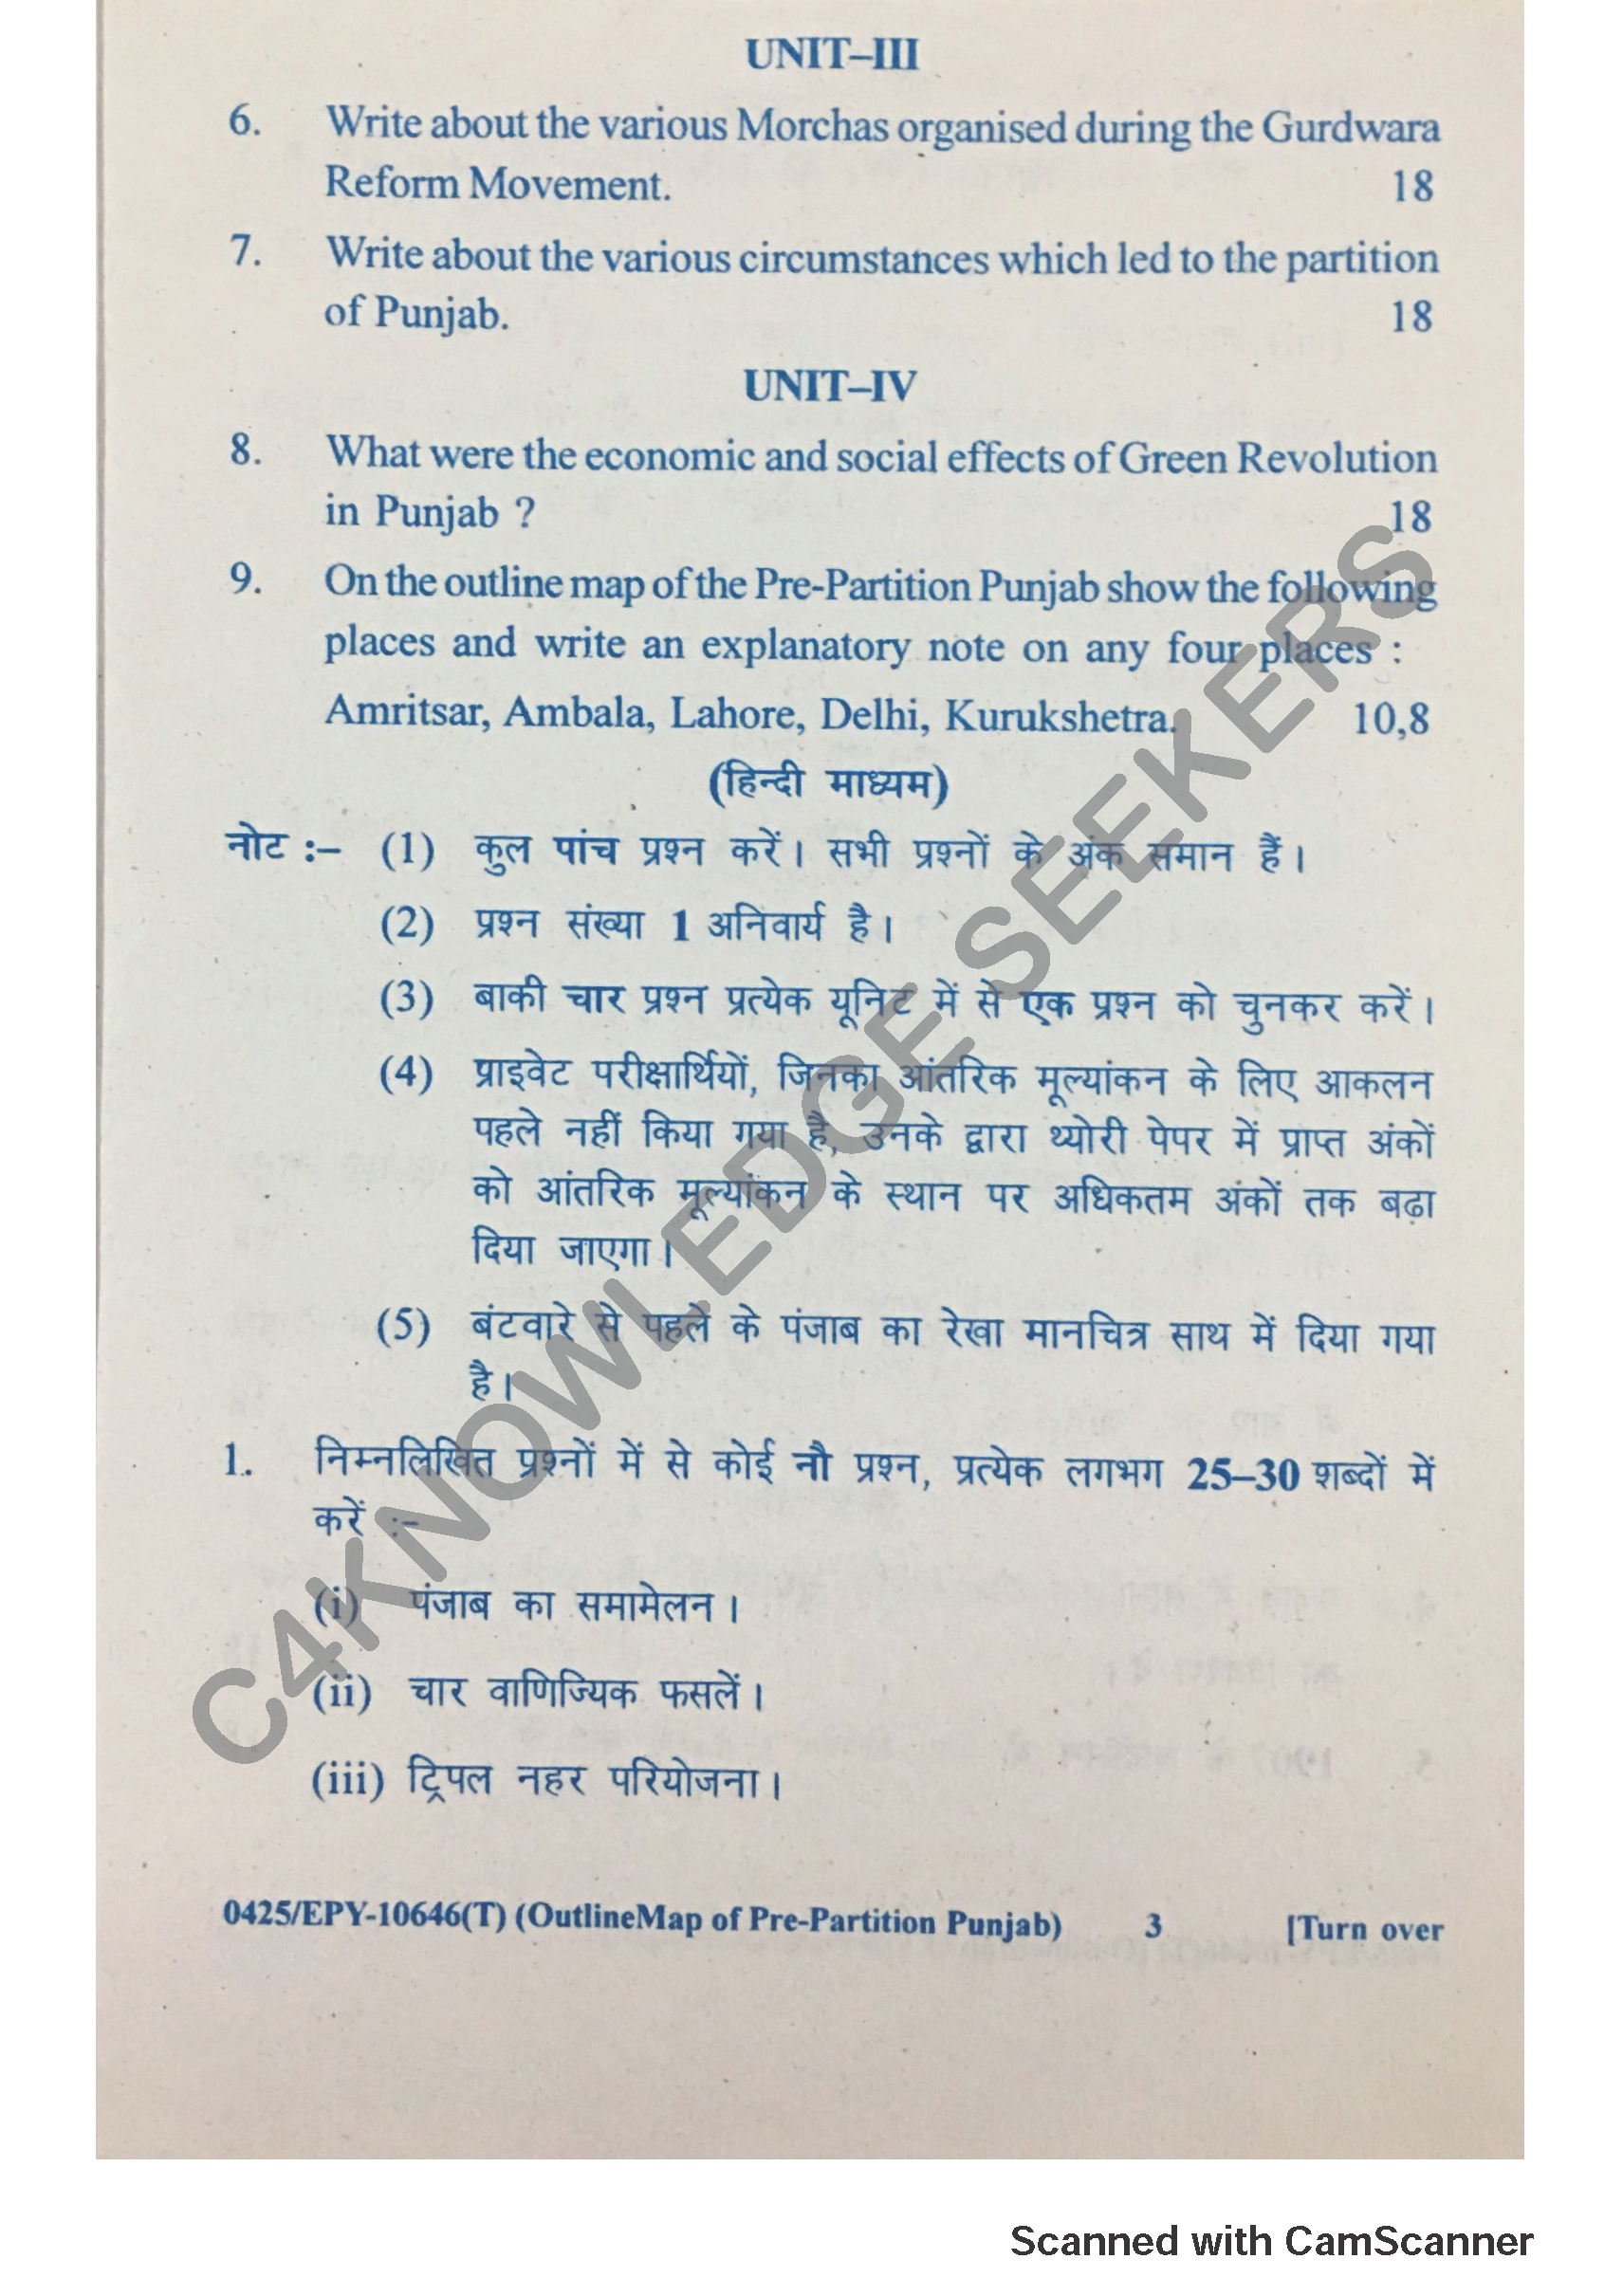 UNIT–III
6. Write about the various Morchas organised during the Gurdwara
Reform Movement. 18
7. Write about the various circumstances which led to the partition
of Punjab. 18
UNIT–IV
8. What were the economic and social effects of Green Revolution
in Punjab ? 18
9. On the outline map of the Pre-Partition Punjab show the following
places and write an explanatory note on any four places :
Amritsar, Ambala, Lahore, Delhi, Kurukshetra. 10,8
(हिन्दी माध्यम)
नोट :– (1) कुल पांच प्रश्न करें। सभी प्रश्नों के अंक समान हैं।
(2) प्रश्न संख्या 1 अनिवार्य है।
(3) बाकी चार प्रश्न प्रत्येक यूनिट में से एक प्रश्न को चुनकर करें।
(4) प्राइवेट परीक्षार्थियों, जिनका आंतरिक मूल्यांकन के लिए आकलन
पहले नहीं किया गया है, उनके द्वारा थ्योरी पेपर में प्राप्त अंकों
को आंतरिक मूल्यांकन के स्थान पर अधिकतम अंकों तक बढ़ा
दिया जाएगा।
(5) बंटवारे से पहले के पंजाब का रेखा मानचित्र साथ में दिया गया
है।
1. निम्नलिखित प्रश्नों में से कोई नौ प्रश्न, प्रत्येक लगभग 25–30 शब्दों में
करें :–
(i) पंजाब का समामेलन।
(ii) चार वाणिज्यिक फसलें।
(iii) ट्रिपल नहर परियोजना।
0425/EPY-10646(T) (OutlineMap of Pre-Partition Punjab) 3 [Turn over
C4KNOWLEDGE SEEKERS
Scanned with CamScanner